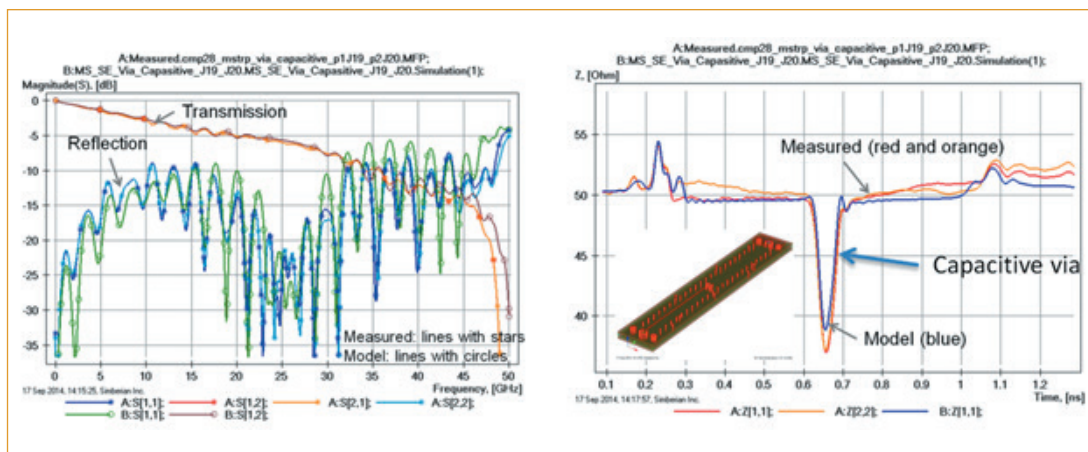 A:Measured.cmp28_mstrp_via_capacitive_p1J19_p2J20.MFP;
B:MS_SE_Via_Capasitive_J19_J20.MS_SE_Via_Capasitive_J19_J20.Simulation(1);
Magnitude(S), [dB]
Transmission
Reflection
0
-5
-10
-15
-20
-25
-30
-35
Measured: lines with stars
Model: lines with circles
0 5 10 15 20 25 30 35 40 45 50
Frequency, [GHz]
17 Sep 2014, 14:15:25, Simberian Inc.
A:S[1,1]; A:S[1,2]; A:S[2,1]; A:S[2,2];
B:S[1,1]; B:S[1,2];
A:Measured.cmp28_mstrp_via_capacitive_p1J19_p2J20.MFP;
B:MS_SE_Via_Capasitive_J19_J20.MS_SE_Via_Capasitive_J19_J20.Simulation(1);
Z, [Ohm]
55
50
45
40
Measured (red and orange)
Capacitive via
Model (blue)
0.1 0.2 0.3 0.4 0.5 0.6 0.7 0.8 0.9 1 1.1 1.2
Time, [ns]
17 Sep 2014, 14:17:57, Simberian Inc.
A:Z[1,1]; A:Z[2,2]; B:Z[1,1];